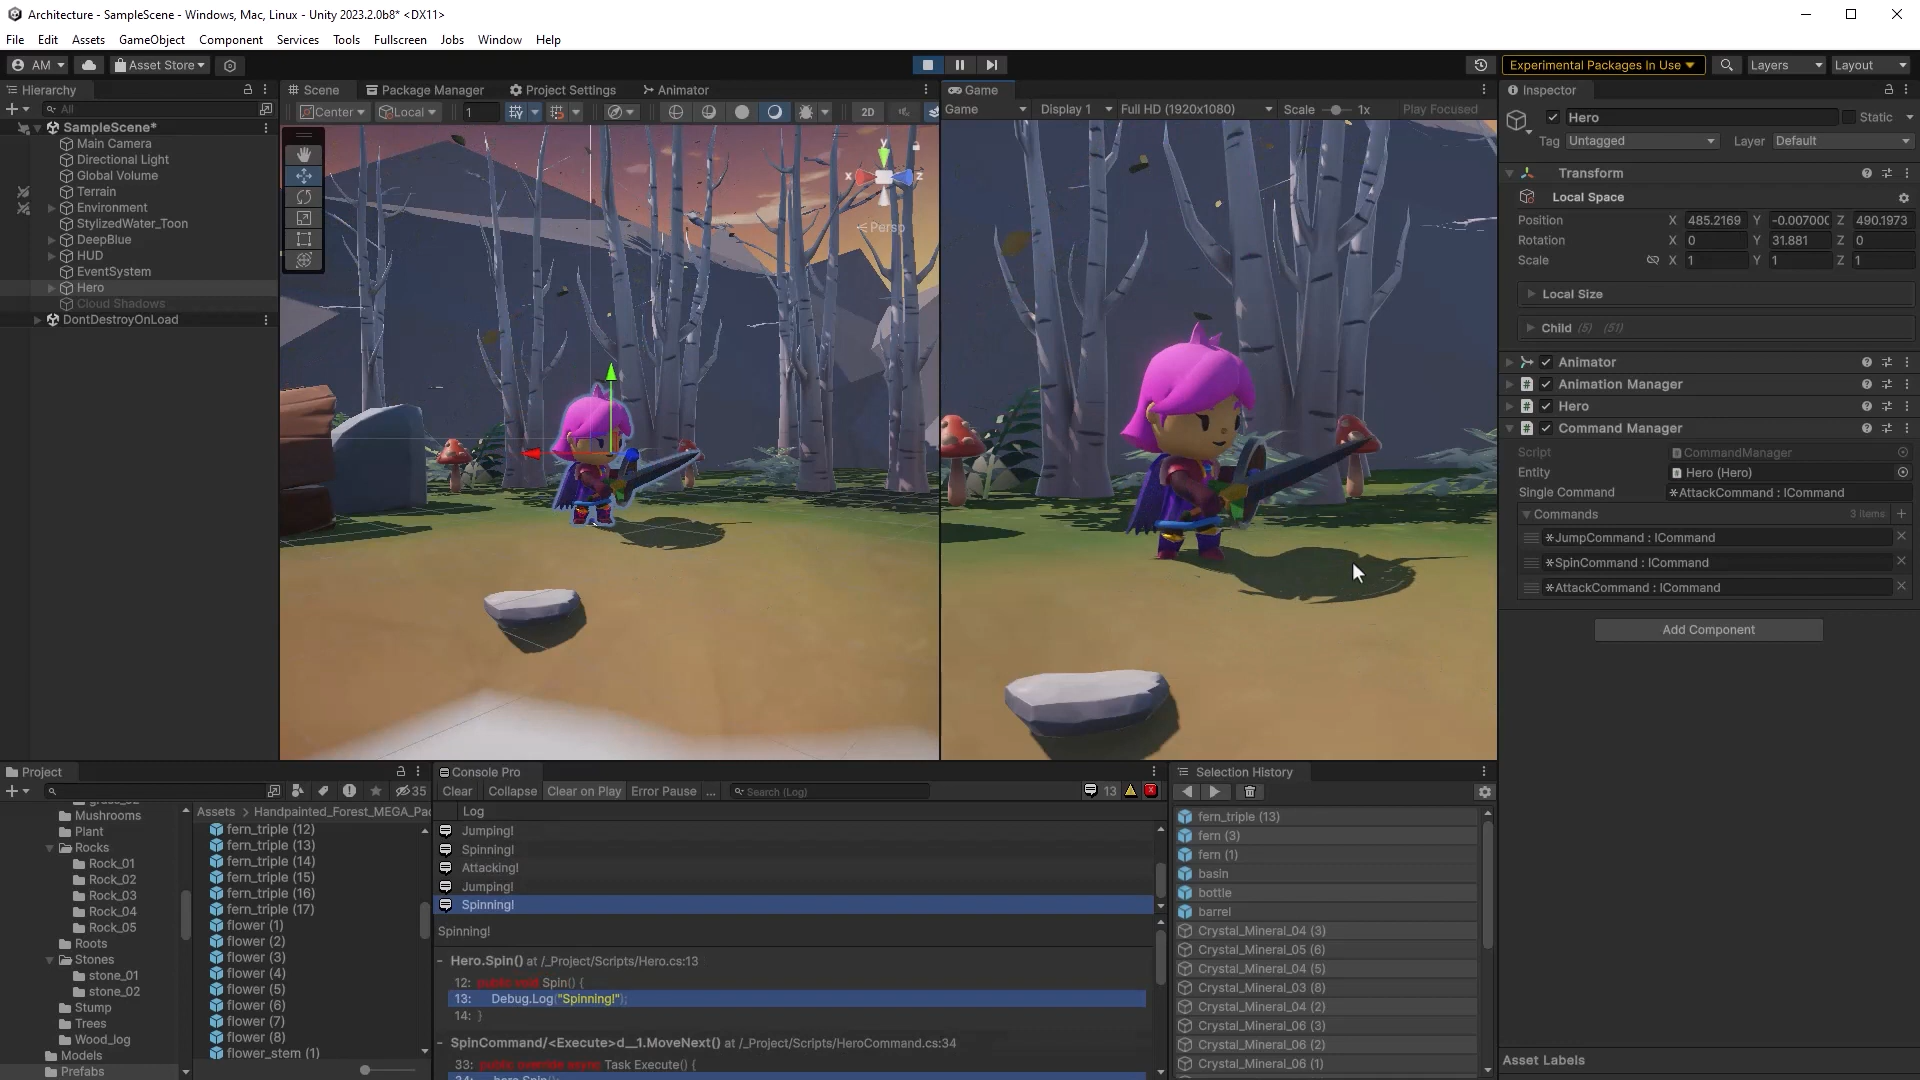 Architecture - SampleScene - Windows, Mac, Linux - Unity 2023.2.0b8* <DX11>
File Edit Assets GameObject Component Services Tools Fullscreen Jobs Window Help
AM Asset Store Experimental Packages In Use Layers Layout
Hierarchy
All
SampleScene*
Main Camera
Directional Light
Global Volume
Terrain
Environment
StylizedWater_Toon
DeepBlue
HUD
EventSystem
Hero
Cloud Shadows
DontDestroyOnLoad
Scene Package Manager Project Settings Animator
Center Local 1 2D
y
x z
Persp
Game
Game Display 1 Full HD (1920x1080) Scale 1x Play Focused
Inspector
Hero Static
Tag Untagged Layer Default
Transform
Local Space
Position X 485.2169 Y -0.00700 Z 490.1973
Rotation X 0 Y 31.881 Z 0
Scale X 1 Y 1 Z 1
Local Size
Child (5) (51)
Animator
Animation Manager
Hero
Command Manager
Script CommandManager
Entity Hero (Hero)
Single Command *AttackCommand : ICommand
Commands 3 items
*JumpCommand : ICommand
*SpinCommand : ICommand
*AttackCommand : ICommand
Add Component
Asset Labels
Project
35
Mushrooms
Plant
Rocks
Rock_01
Rock_02
Rock_03
Rock_04
Rock_05
Roots
Stones
stone_01
stone_02
Stump
Trees
Wood_log
Models
Prefabs
Assets > Handpainted_Forest_MEGA_Pac
fern_triple (12)
fern_triple (13)
fern_triple (14)
fern_triple (15)
fern_triple (16)
fern_triple (17)
flower (1)
flower (2)
flower (3)
flower (4)
flower (5)
flower (6)
flower (7)
flower (8)
flower_stem (1)
Console Pro
Clear Collapse Clear on Play Error Pause ... Search (Log) 13
Log
Jumping!
Spinning!
Attacking!
Jumping!
Spinning!
Spinning!
- Hero.Spin() at /_Project/Scripts/Hero.cs:13
12: public void Spin() {
13: Debug.Log("Spinning!");
14: }
- SpinCommand/<Execute>d__1.MoveNext() at /_Project/Scripts/HeroCommand.cs:34
33: public override async Task Execute() {
34: hero.Spin();
Selection History
fern_triple (13)
fern (3)
fern (1)
basin
bottle
barrel
Crystal_Mineral_04 (3)
Crystal_Mineral_05 (6)
Crystal_Mineral_04 (5)
Crystal_Mineral_03 (8)
Crystal_Mineral_04 (2)
Crystal_Mineral_06 (3)
Crystal_Mineral_06 (2)
Crystal_Mineral_06 (1)